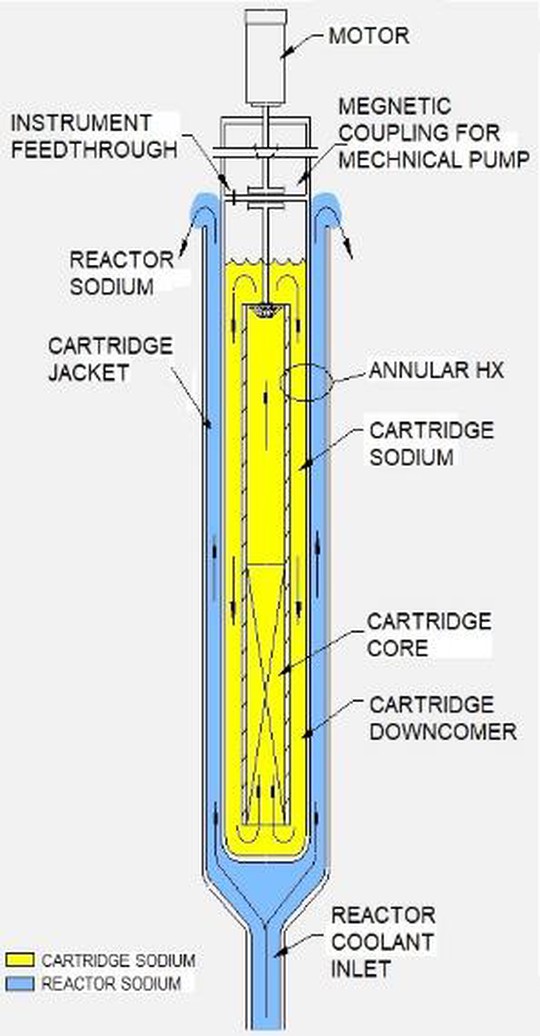 MOTOR
MEGNETIC
COUPLING FOR
MECHNICAL PUMP
INSTRUMENT
FEEDTHROUGH
REACTOR
SODIUM
CARTRIDGE
JACKET
ANNULAR HX
CARTRIDGE
SODIUM
CARTRIDGE
CORE
CARTRIDGE
DOWNCOMER
REACTOR
COOLANT
INLET
CARTRIDGE SODIUM
REACTOR SODIUM